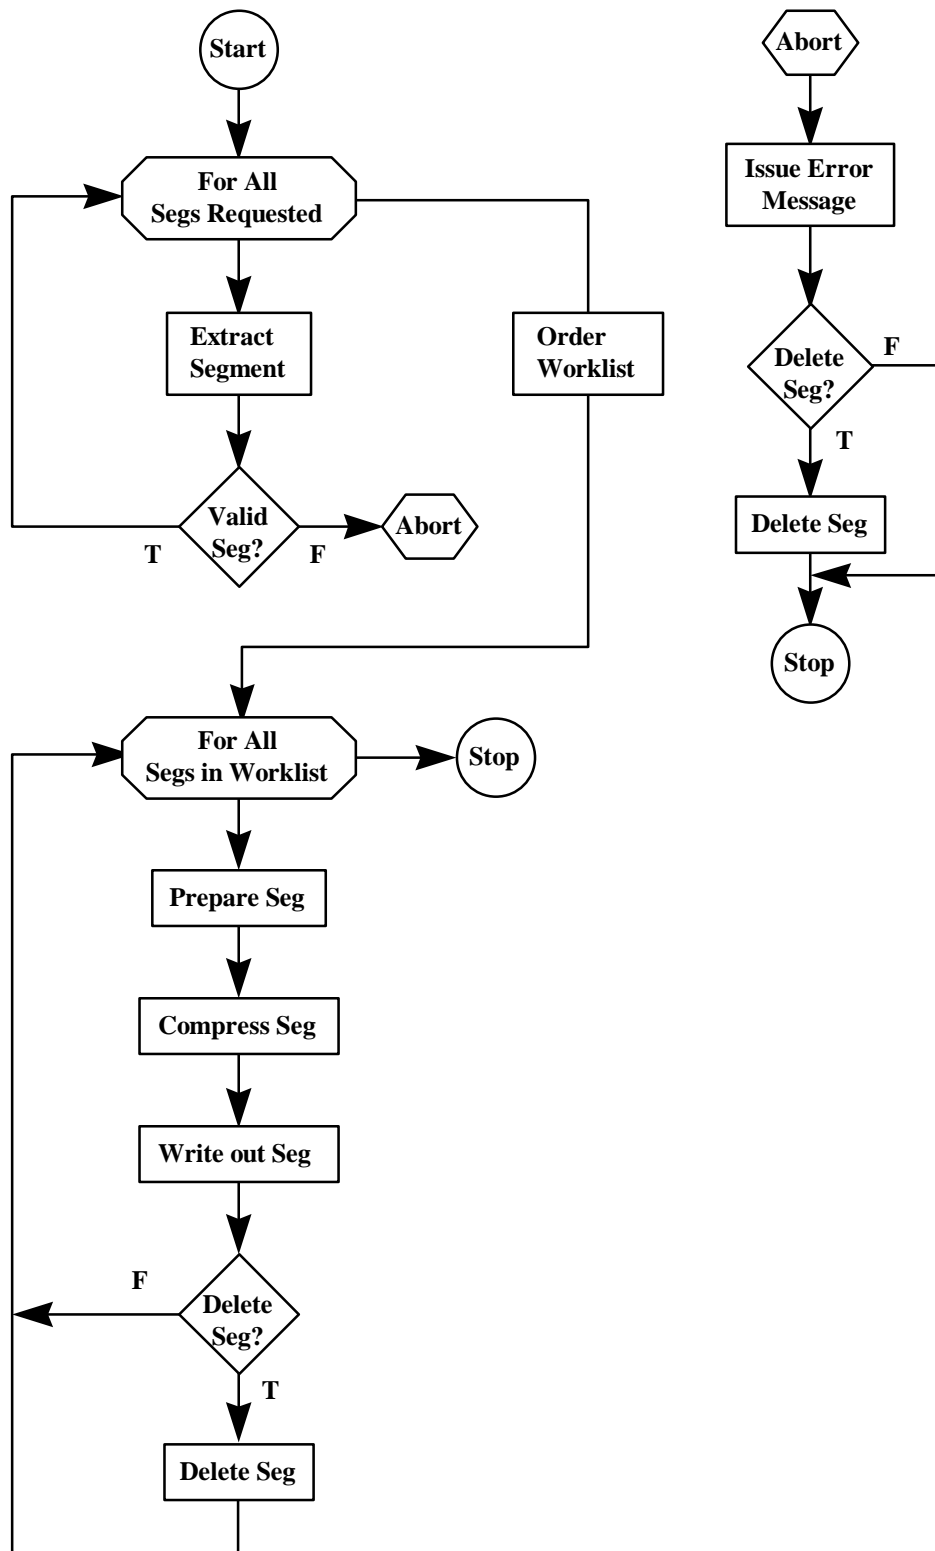 Start
For All
Segs Requested
Extract
Segment
Order
Worklist
Valid
Seg?
T
F
Abort
For All
Segs in Worklist
Stop
Prepare Seg
Compress Seg
Write out Seg
F
Delete
Seg?
T
Delete Seg
Abort
Issue Error
Message
Delete
Seg?
F
T
Delete Seg
Stop